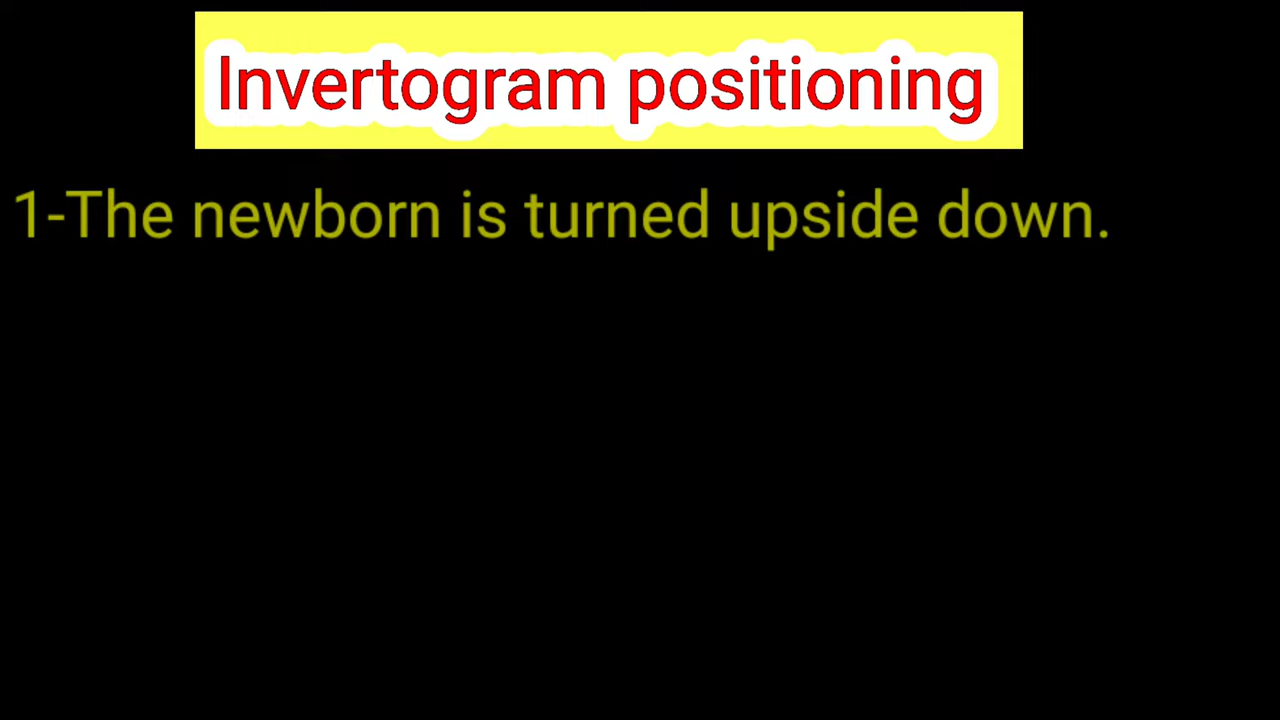 Invertogram positioning
1-The newborn is turned upside down.